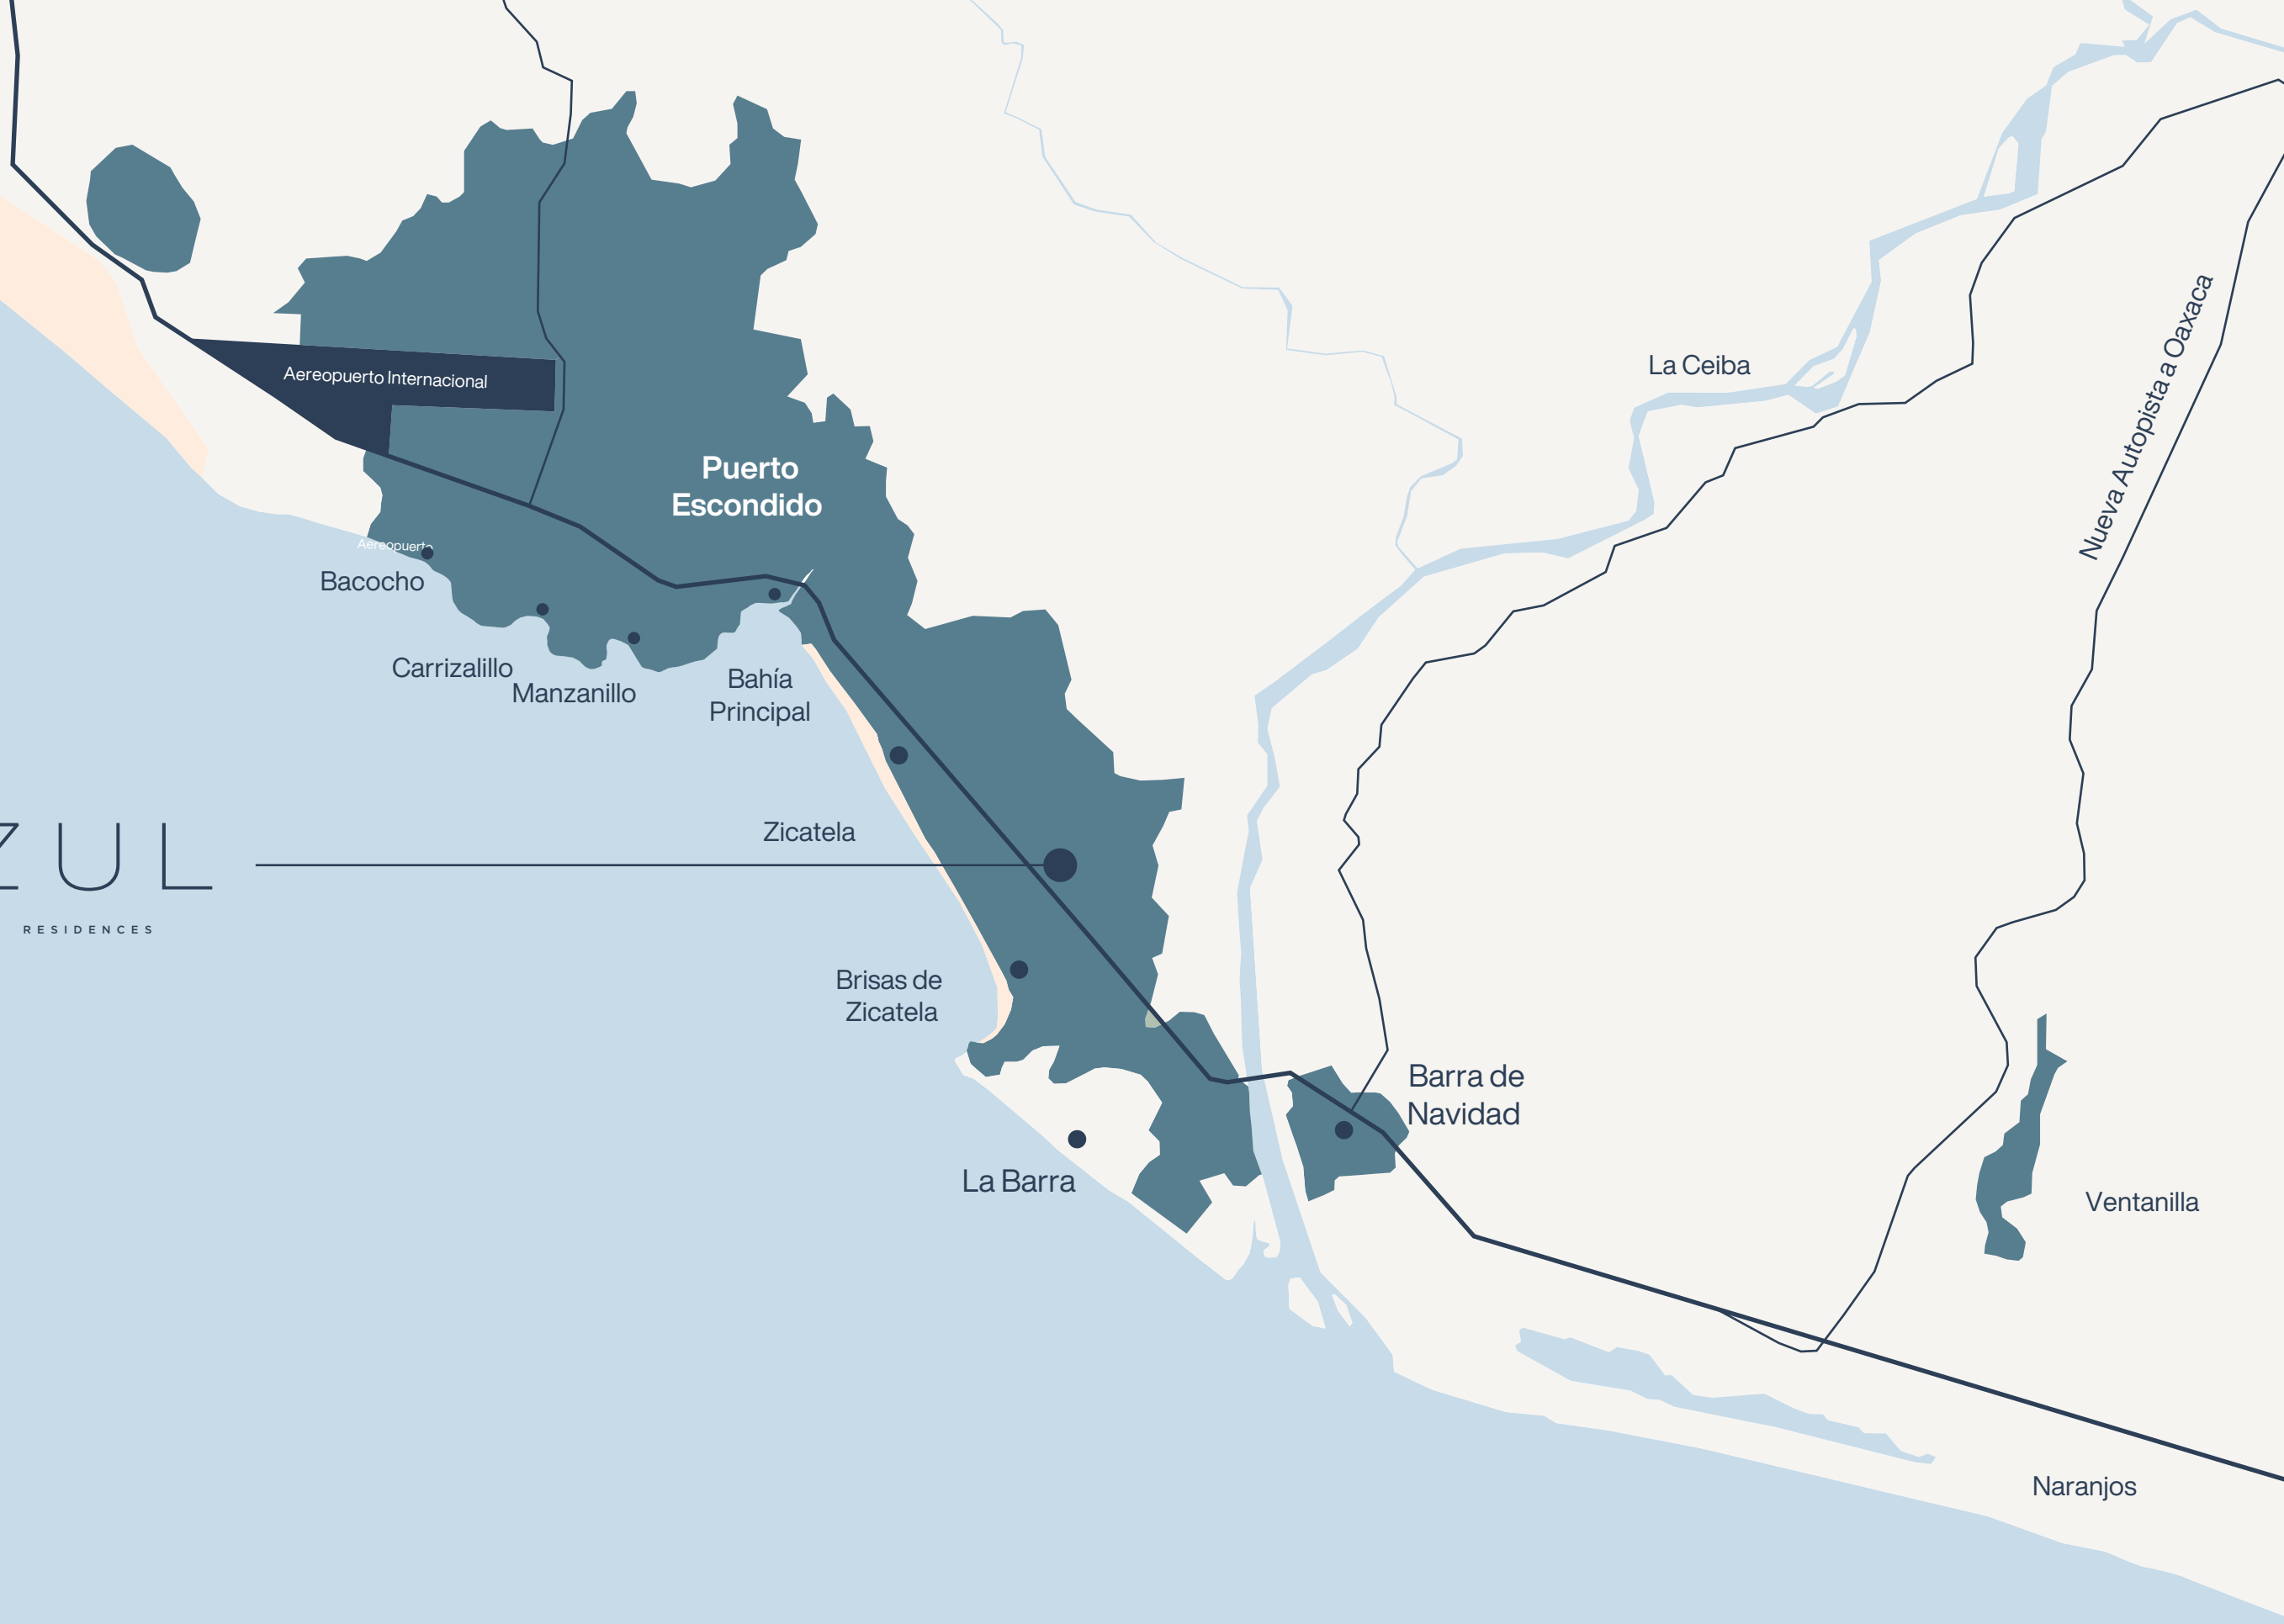 La Ceiba
Nueva Autopista a Oaxaca
Aereopuerto Internacional
Puerto
Escondido
Aereopuerto
Bacocho
Carrizalillo
Manzanillo
Bahía
Principal
Zicatela
ZUL
RESIDENCES
Brisas de
Zicatela
Barra de
Navidad
La Barra
Ventanilla
Naranjos